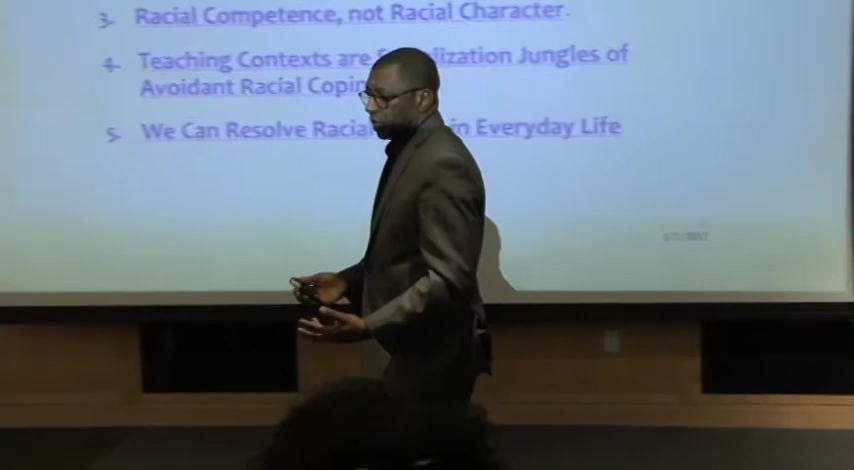 3. Racial Competence, not Racial Character.
4. Teaching Contexts are Jungles of
Avoidant Racial
5. We Can Resolve in Everyday Life